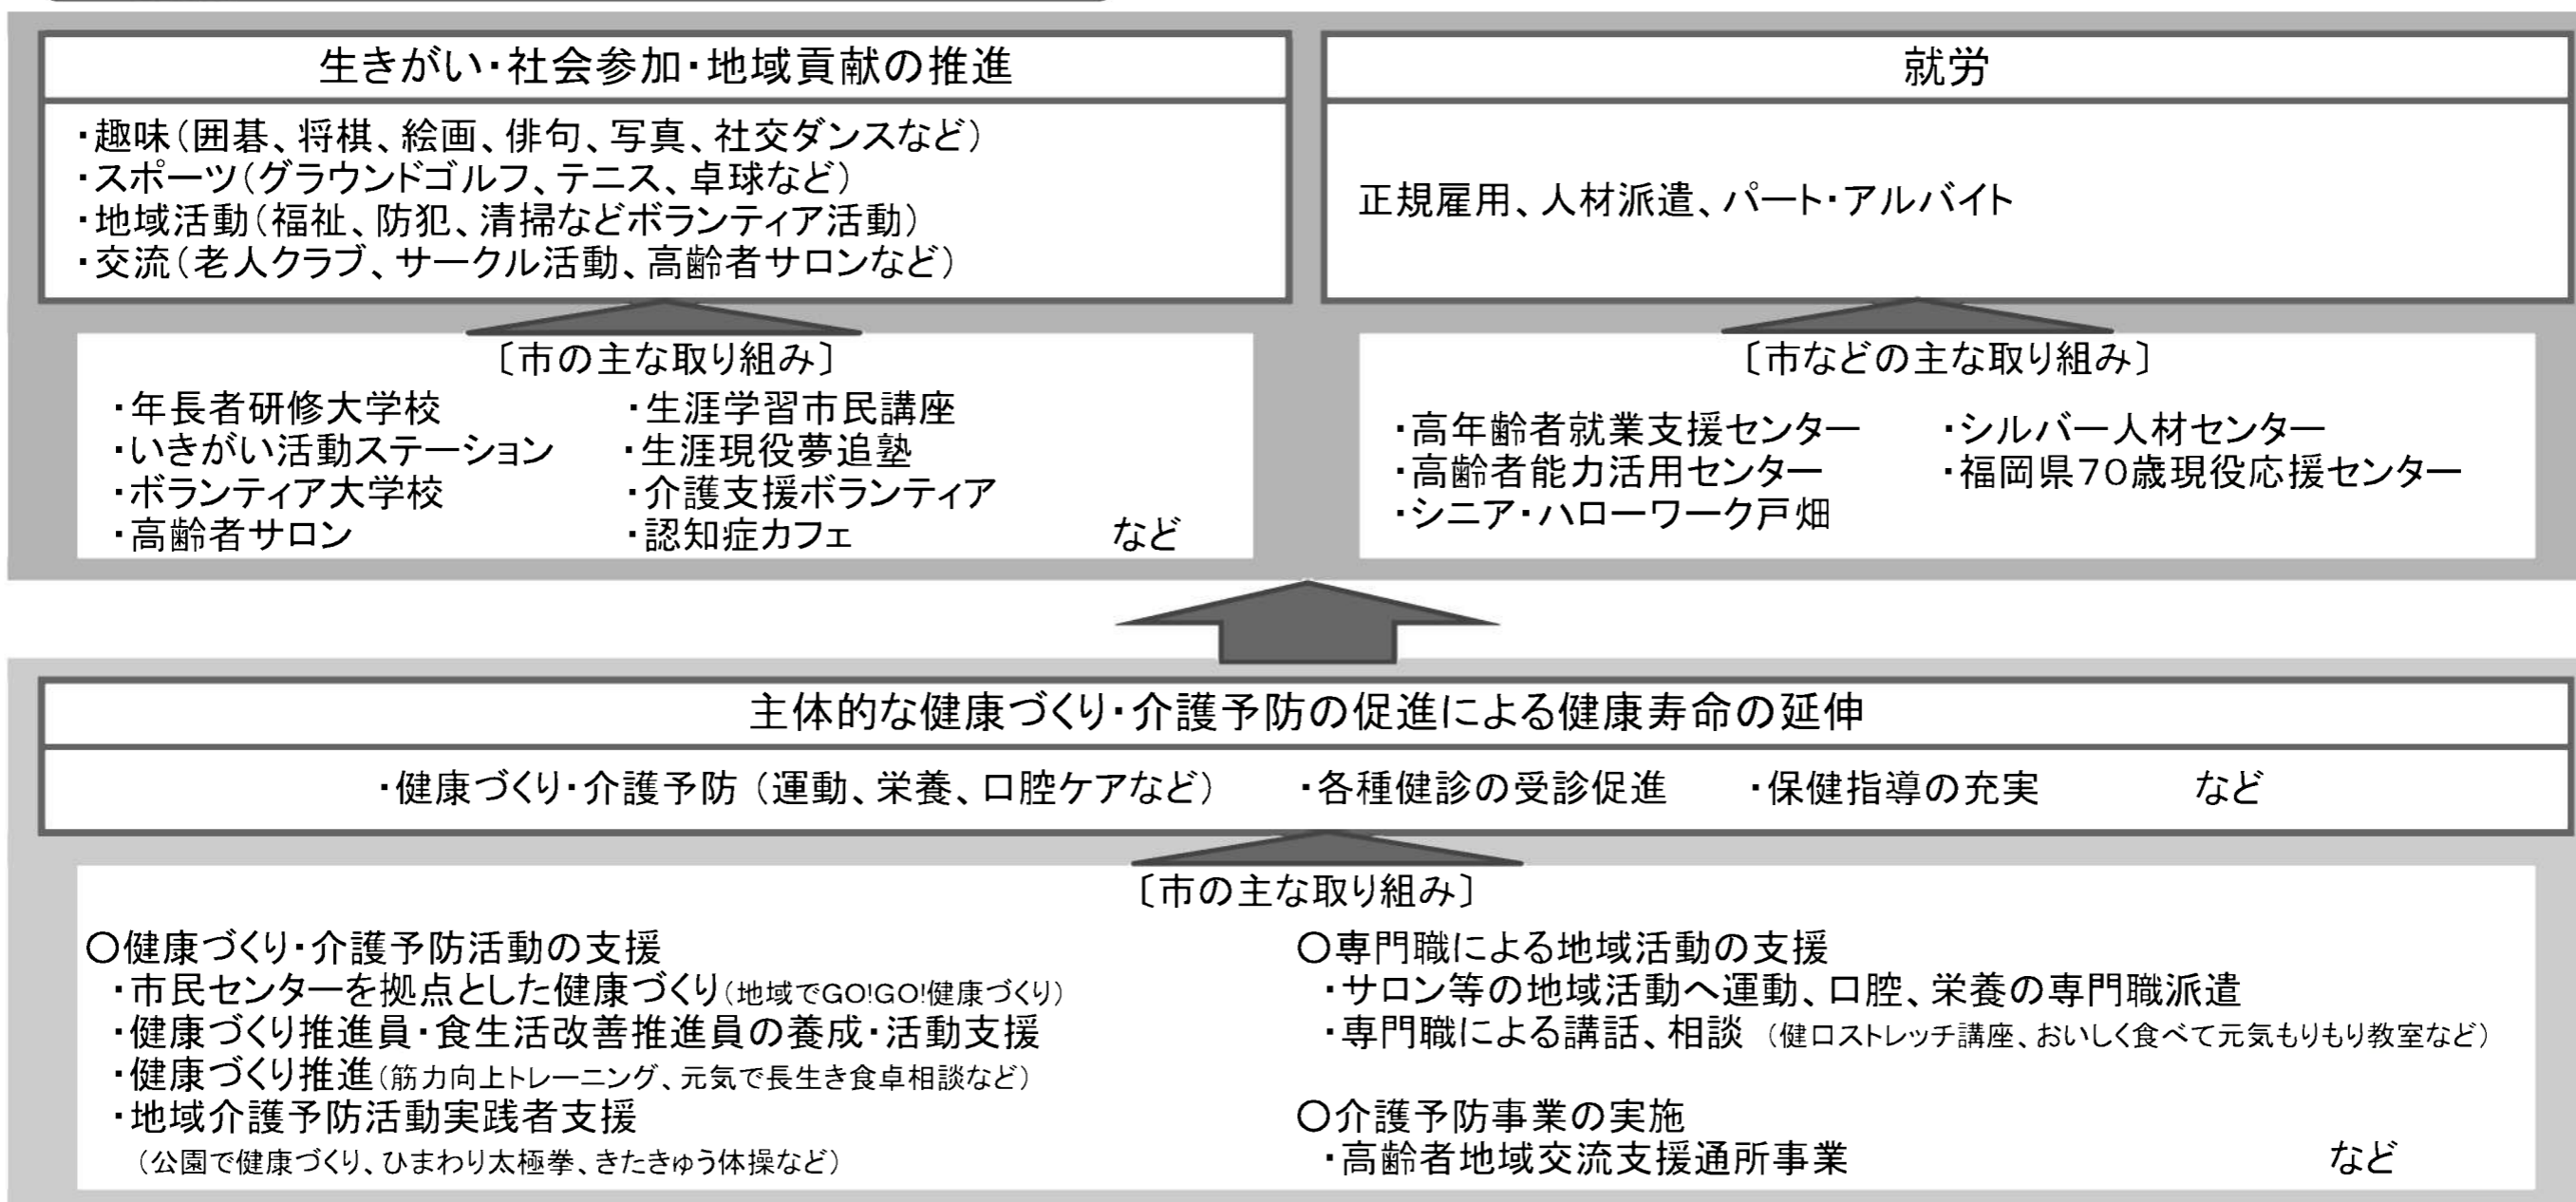 生きがい・社会参加・地域貢献の推進
・趣味(囲碁、将棋、絵画、俳句、写真、社交ダンスなど)
・スポーツ(グラウンドゴルフ、テニス、卓球など)
・地域活動(福祉、防犯、清掃などボランティア活動)
・交流(老人クラブ、サークル活動、高齢者サロンなど)
〔市の主な取り組み〕
・年長者研修大学校
・いきがい活動ステーション
・ボランティア大学校
・高齢者サロン
・生涯学習市民講座
・生涯現役夢追塾
・介護支援ボランティア
・認知症カフェ
など
就労
正規雇用、人材派遣、パート・アルバイト
〔市などの主な取り組み〕
・高年齢者就業支援センター
・高齢者能力活用センター
・シニア・ハローワーク戸畑
・シルバー人材センター
・福岡県70歳現役応援センター
主体的な健康づくり・介護予防の促進による健康寿命の延伸
・健康づくり・介護予防(運動、栄養、口腔ケアなど) ・各種健診の受診促進 ・保健指導の充実 など
〔市の主な取り組み〕
〇健康づくり・介護予防活動の支援
・市民センターを拠点とした健康づくり(地域でGO!GO!健康づくり)
・健康づくり推進員・食生活改善推進員の養成・活動支援
・健康づくり推進(筋力向上トレーニング、元気で長生き食卓相談など)
・地域介護予防活動実践者支援
(公園で健康づくり、ひまわり太極拳、きたきゅう体操など)
〇専門職による地域活動の支援
・サロン等の地域活動へ運動、口腔、栄養の専門職派遣
・専門職による講話、相談 (健口ストレッチ講座、おいしく食べて元気もりもり教室など)
〇介護予防事業の実施
・高齢者地域交流支援通所事業
など